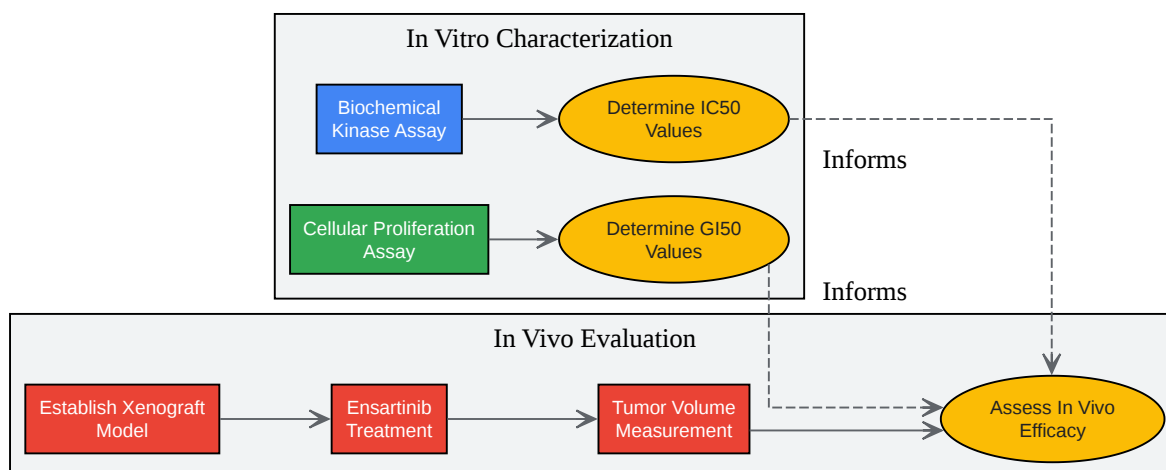 In Vitro Characterization
Biochemical
Kinase Assay
Determine IC50
Values
Informs
Cellular Proliferation
Assay
Determine GI50
Values
Informs
In Vivo Evaluation
Establish Xenograft
Model
Ensartinib
Treatment
Tumor Volume
Measurement
Assess In Vivo
Efficacy